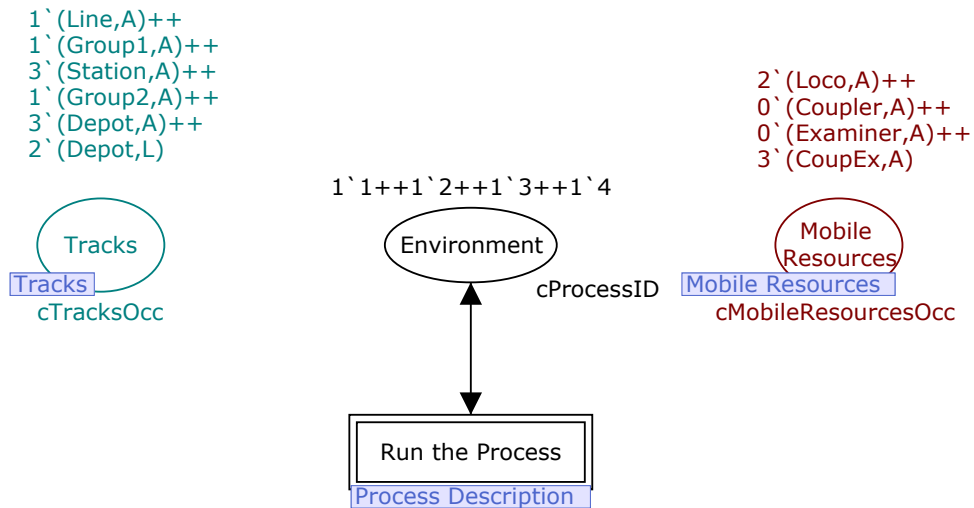 1`(Line,A)++
1`(Group1,A)++
3`(Station,A)++
1`(Group2,A)++
3`(Depot,A)++
2`(Depot,L)
Tracks
Tracks
cTracksOcc
1`1++1`2++1`3++1`4
Environment
cProcessID
2`(Loco,A)++
0`(Coupler,A)++
0`(Examiner,A)++
3`(CoupEx,A)
Mobile
Resources
Mobile Resources
cMobileResourcesOcc
Run the Process
Process Description